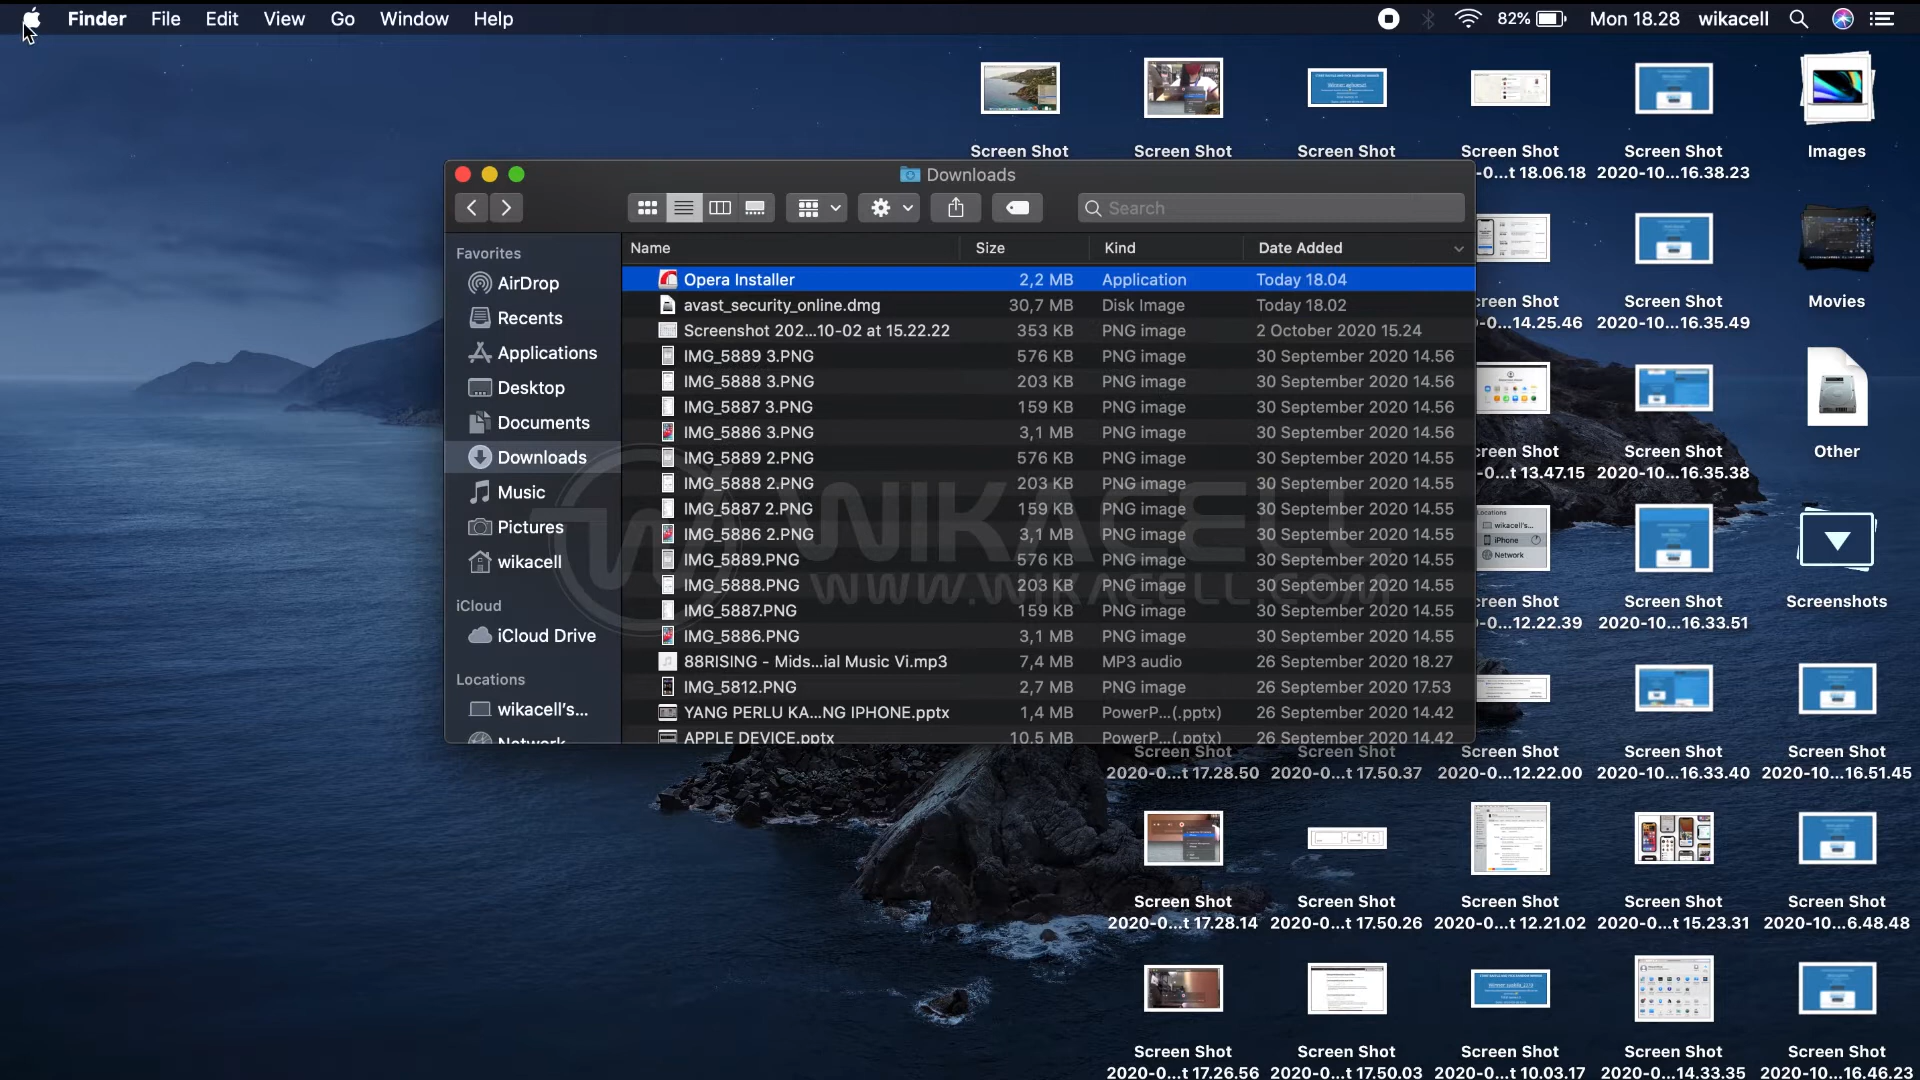 Finder File Edit View Go Window Help
82% Mon 18.28 wikacell
Screen Shot Screen Shot Screen Shot Screen Shot Screen Shot Images
-0...t 18.06.18 2020-10...16.38.23
Downloads
Search
Favorites
AirDrop
Recents
Applications
Desktop
Documents
Downloads
Music
Pictures
wikacell
iCloud
iCloud Drive
Locations
wikacell's...
Network
Name Size Kind Date Added
Opera Installer 2,2 MB Application Today 18.04
avast_security_online.dmg 30,7 MB Disk Image Today 18.02
Screenshot 202...10-02 at 15.22.22 353 KB PNG image 2 October 2020 15.24
IMG_5889 3.PNG 576 KB PNG image 30 September 2020 14.56
IMG_5888 3.PNG 203 KB PNG image 30 September 2020 14.56
IMG_5887 3.PNG 159 KB PNG image 30 September 2020 14.56
IMG_5886 3.PNG 3,1 MB PNG image 30 September 2020 14.56
IMG_5889 2.PNG 576 KB PNG image 30 September 2020 14.55
IMG_5888 2.PNG 203 KB PNG image 30 September 2020 14.55
IMG_5887 2.PNG 159 KB PNG image 30 September 2020 14.55
IMG_5886 2.PNG 3,1 MB PNG image 30 September 2020 14.55
IMG_5889.PNG 576 KB PNG image 30 September 2020 14.55
IMG_5888.PNG 203 KB PNG image 30 September 2020 14.55
IMG_5887.PNG 159 KB PNG image 30 September 2020 14.55
IMG_5886.PNG 3,1 MB PNG image 30 September 2020 14.55
88RISING - Mids...ial Music Vi.mp3 7,4 MB MP3 audio 26 September 2020 18.27
IMG_5812.PNG 2,7 MB PNG image 26 September 2020 17.53
YANG PERLU KA...NG IPHONE.pptx 1,4 MB PowerP...(.pptx) 26 September 2020 14.42
APPLE DEVICE.pptx 10,5 MB PowerP...(.pptx) 26 September 2020 14.42
WIKACELL
WWW.WIKACELL.COM
creen Shot Screen Shot Movies
-0...14.25.46 2020-10...16.35.49
creen Shot Screen Shot Other
-0...t 13.47.15 2020-10...16.35.38
Locations
wikacell's...
iPhone
Network
creen Shot Screen Shot Screenshots
-0...12.22.39 2020-10...16.33.51
Screen Shot Screen Shot Screen Shot Screen Shot Screen Shot
2020-0...t 17.28.50 2020-0...t 17.50.37 2020-0...12.22.00 2020-10...16.33.40 2020-10...16.51.45
Screen Shot Screen Shot Screen Shot Screen Shot Screen Shot
2020-0...t 17.28.14 2020-0...t 17.50.26 2020-0...t 12.21.02 2020-0...t 15.23.31 2020-10...6.48.48
Screen Shot Screen Shot Screen Shot Screen Shot Screen Shot
2020-0...t 17.26.56 2020-0...t 17.50.03 2020-0...t 10.03.17 2020-0...14.33.35 2020-10...16.46.23